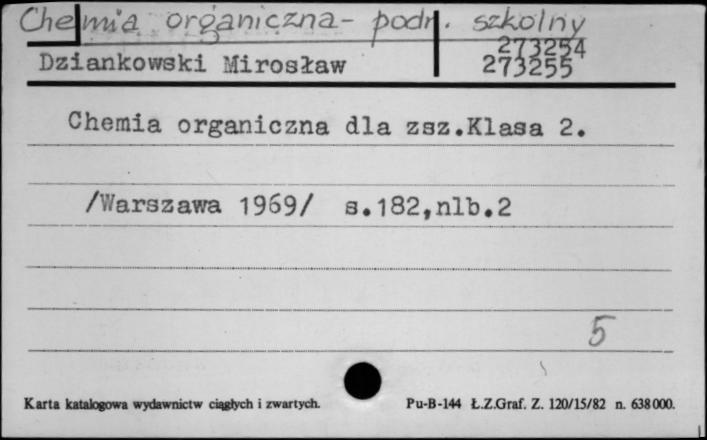 Chemia organiczna - podr. szkolny
273254
Dziankowski Mirosław 273255
Chemia organiczna dla zsz.Klasa 2.
/Warszawa 1969/ s.182,nlb.2
5
Karta katalogowa wydawnictw ciągłych i zwartych. Pu-B-144 Ł.Z.Graf. Z. 120/15/82 n. 638000.